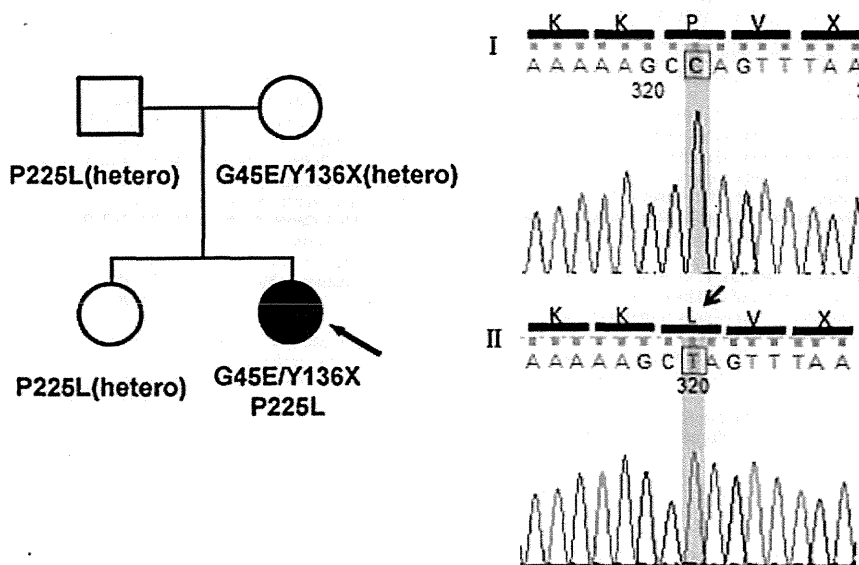 P225L(hetero)
G45E/Y136X(hetero)
P225L(hetero)
G45E/Y136X
P225L
I
K K P V X
A A A A A G C C A G T T T A A
320
II
K K L V X
A A A A A G C T A G T T T A A
320